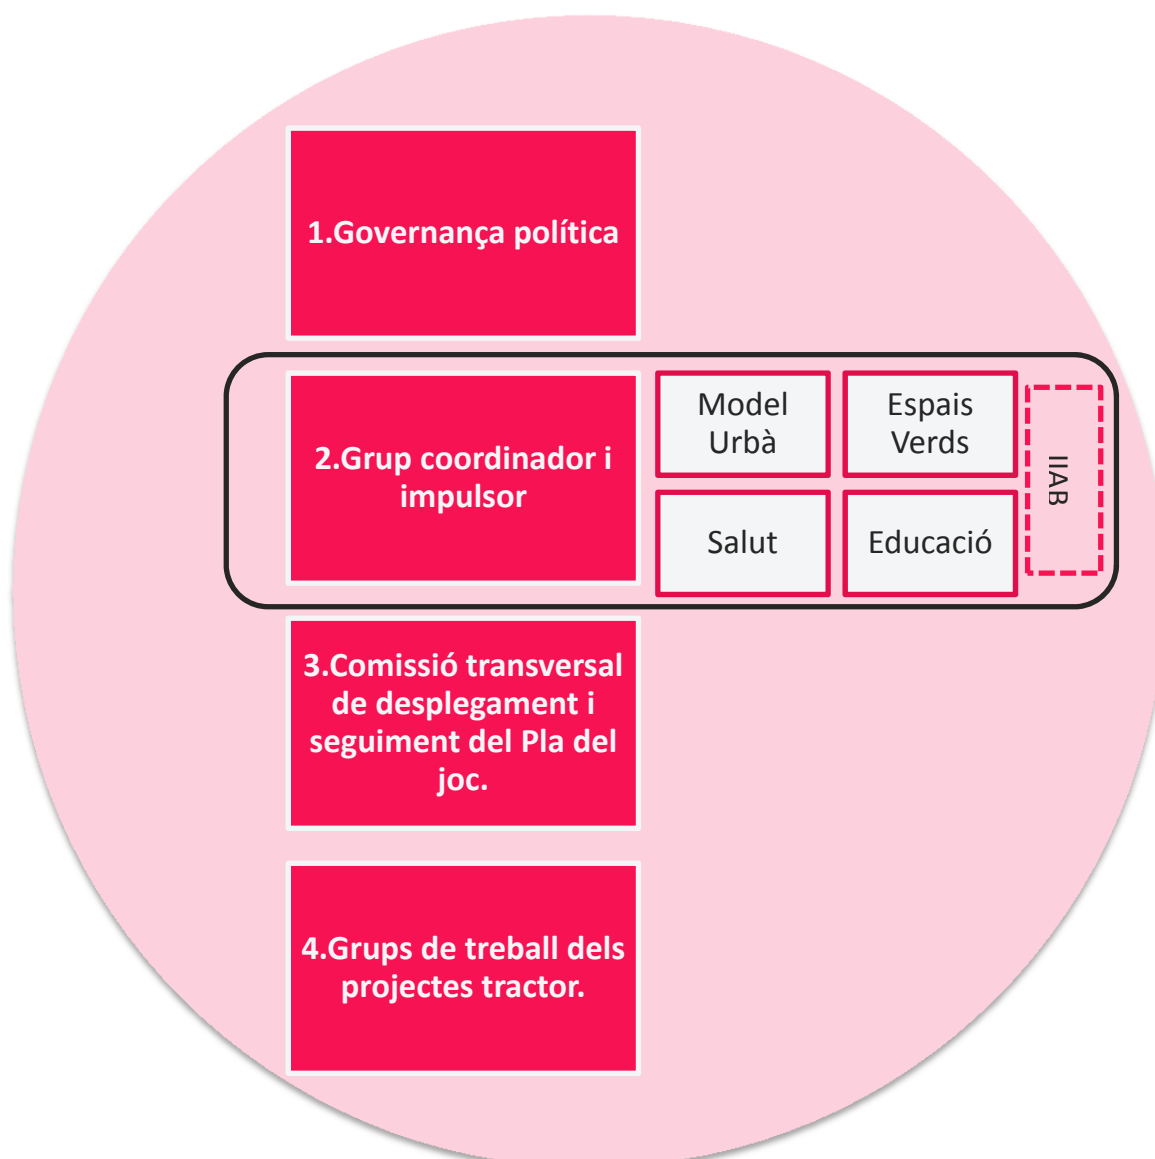 1.Governança política
2.Grup coordinador i
impulsor
Model
Urbà
Espais
Verds
Salut
Educació
IIAB
3.Comissió transversal
de desplegament i
seguiment del Pla del
joc.
4.Grups de treball dels
projectes tractor.